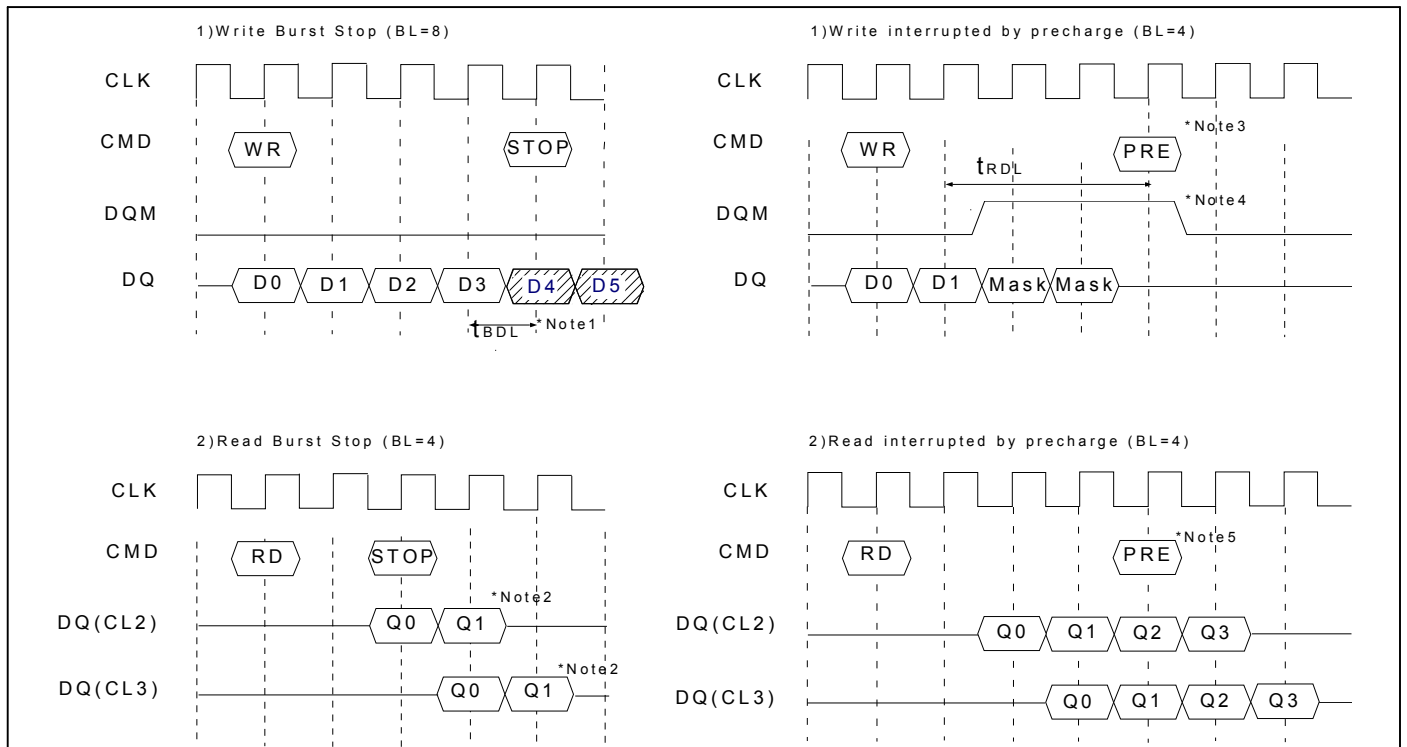 1)Write Burst Stop (BL=8)
CLK
CMD
WR
STOP
DQM
DQ
D0
D1
D2
D3
D4
D5
tBDL
*Note1
1)Write interrupted by precharge (BL=4)
CLK
CMD
WR
PRE
*Note3
tRDL
DQM
*Note4
DQ
D0
D1
Mask
Mask
2)Read Burst Stop (BL=4)
CLK
CMD
RD
STOP
DQ(CL2)
Q0
Q1
*Note2
DQ(CL3)
Q0
Q1
*Note2
2)Read interrupted by precharge (BL=4)
CLK
CMD
RD
PRE
*Note5
DQ(CL2)
Q0
Q1
Q2
Q3
DQ(CL3)
Q0
Q1
Q2
Q3